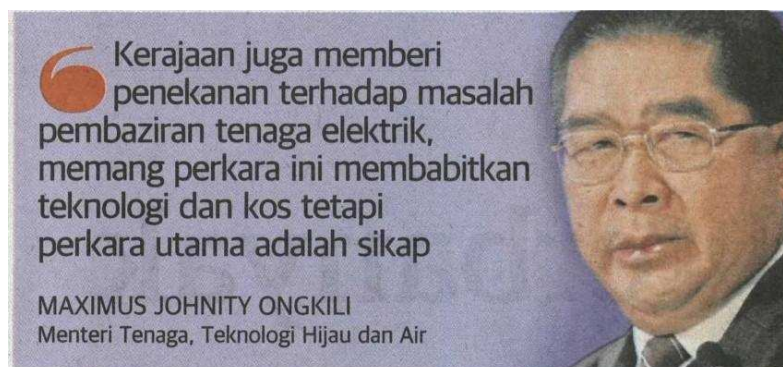 Kerajaan juga memberi
penekanan terhadap masalah
pembaziran tenaga elektrik,
memang perkara ini membabitkan
teknologi dan kos tetapi
perkara utama adalah sikap
MAXIMUS JOHNITY ONGKILI
Menteri Tenaga, Teknologi Hijau dan Air